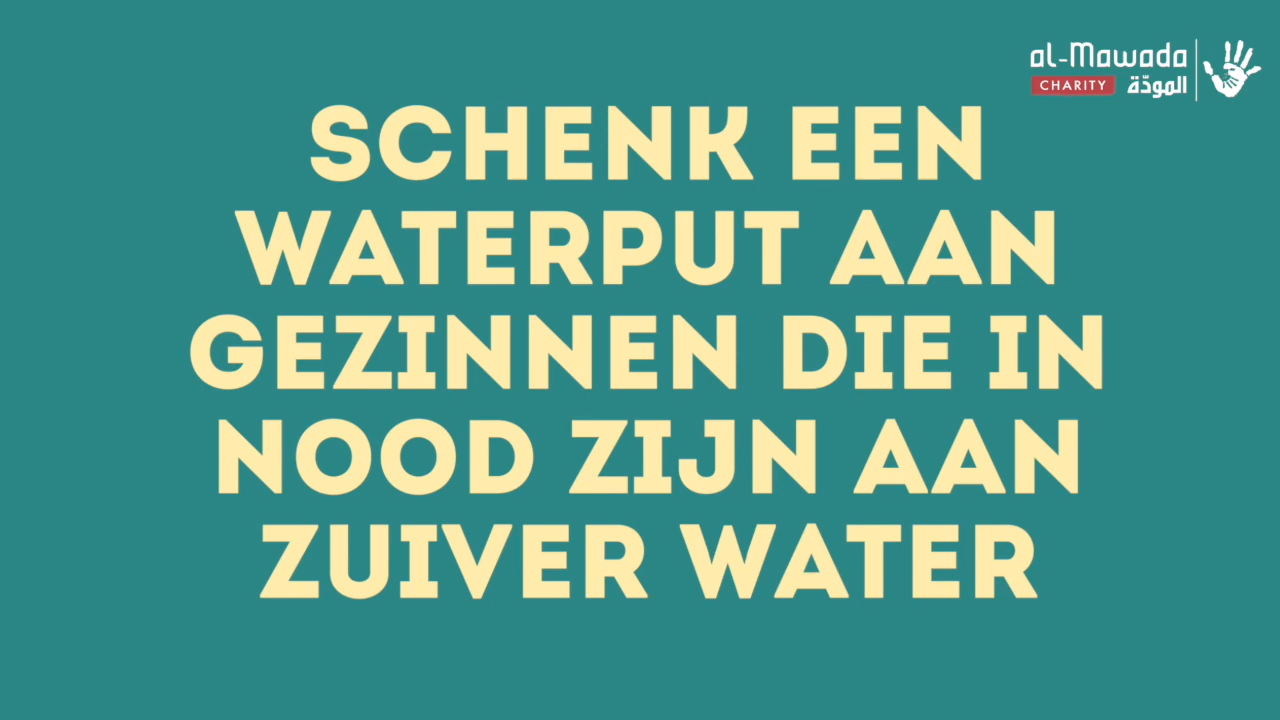 al-Mawada
CHARITY المودّة
SCHENK EEN
WATERPUT AAN
GEZINNEN DIE IN
NOOD ZIJN AAN
ZUIVER WATER